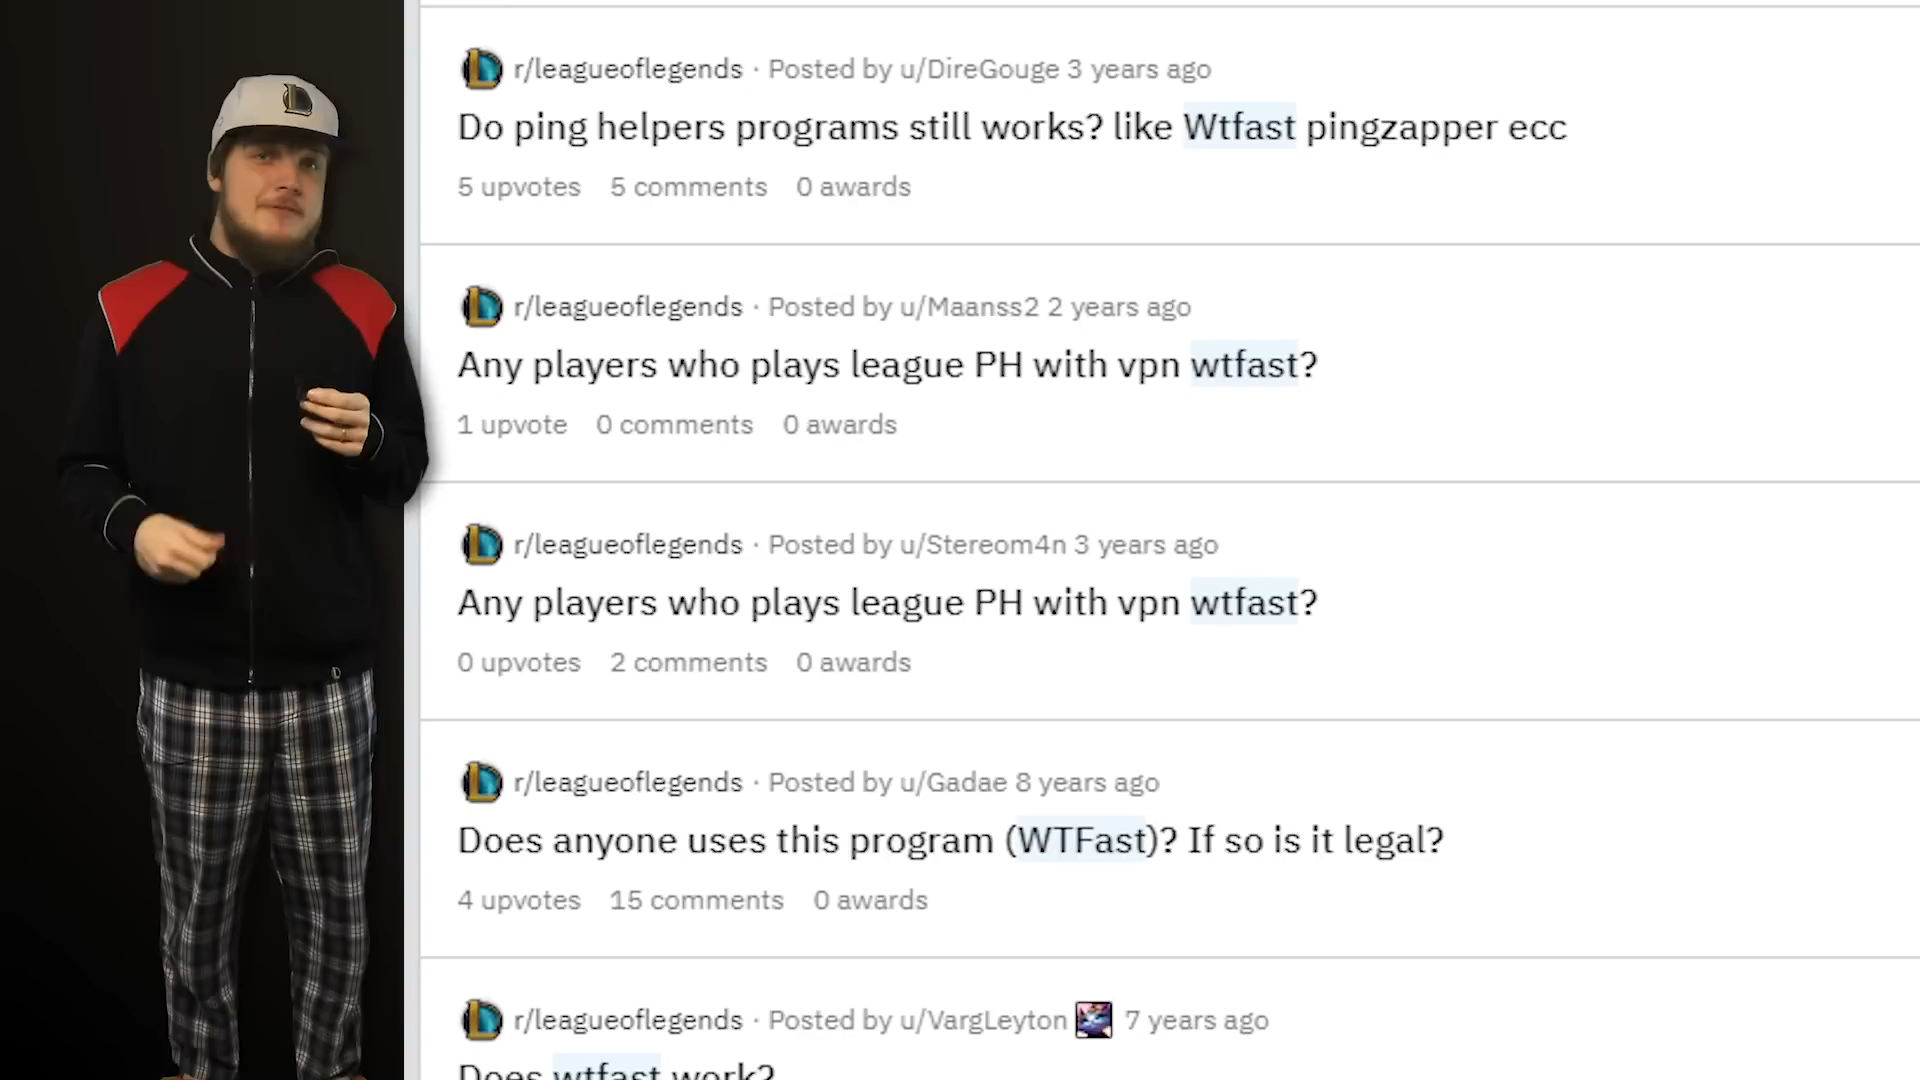 r/leagueoflegends · Posted by u/DireGouge 3 years ago
Do ping helpers programs still works? like Wtfast pingzapper ecc
5 upvotes 5 comments 0 awards
r/leagueoflegends · Posted by u/Maanss2 2 years ago
Any players who plays league PH with vpn wtfast?
1 upvote 0 comments 0 awards
r/leagueoflegends · Posted by u/Stereom4n 3 years ago
Any players who plays league PH with vpn wtfast?
0 upvotes 2 comments 0 awards
r/leagueoflegends · Posted by u/Gadae 8 years ago
Does anyone uses this program (WTFast)? If so is it legal?
4 upvotes 15 comments 0 awards
r/leagueoflegends · Posted by u/VargLeyton 7 years ago
Does wtfast work?